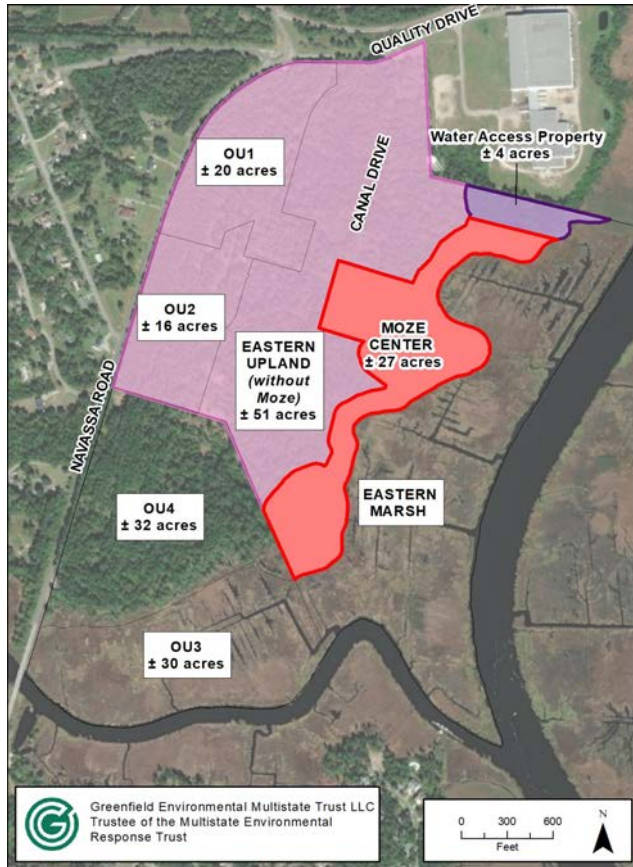 QUALITY DRIVE
Water Access Property
± 4 acres
OU1
± 20 acres
CANAL DRIVE
OU2
± 16 acres
EASTERN
UPLAND
(without
Moze)
± 51 acres
MOZE
CENTER
± 27 acres
NAVASSA ROAD
OU4
± 32 acres
EASTERN
MARSH
OU3
± 30 acres
Greenfield Environmental Multistate Trust LLC
Trustee of the Multistate Environmental
Response Trust
0 300 600
Feet
N